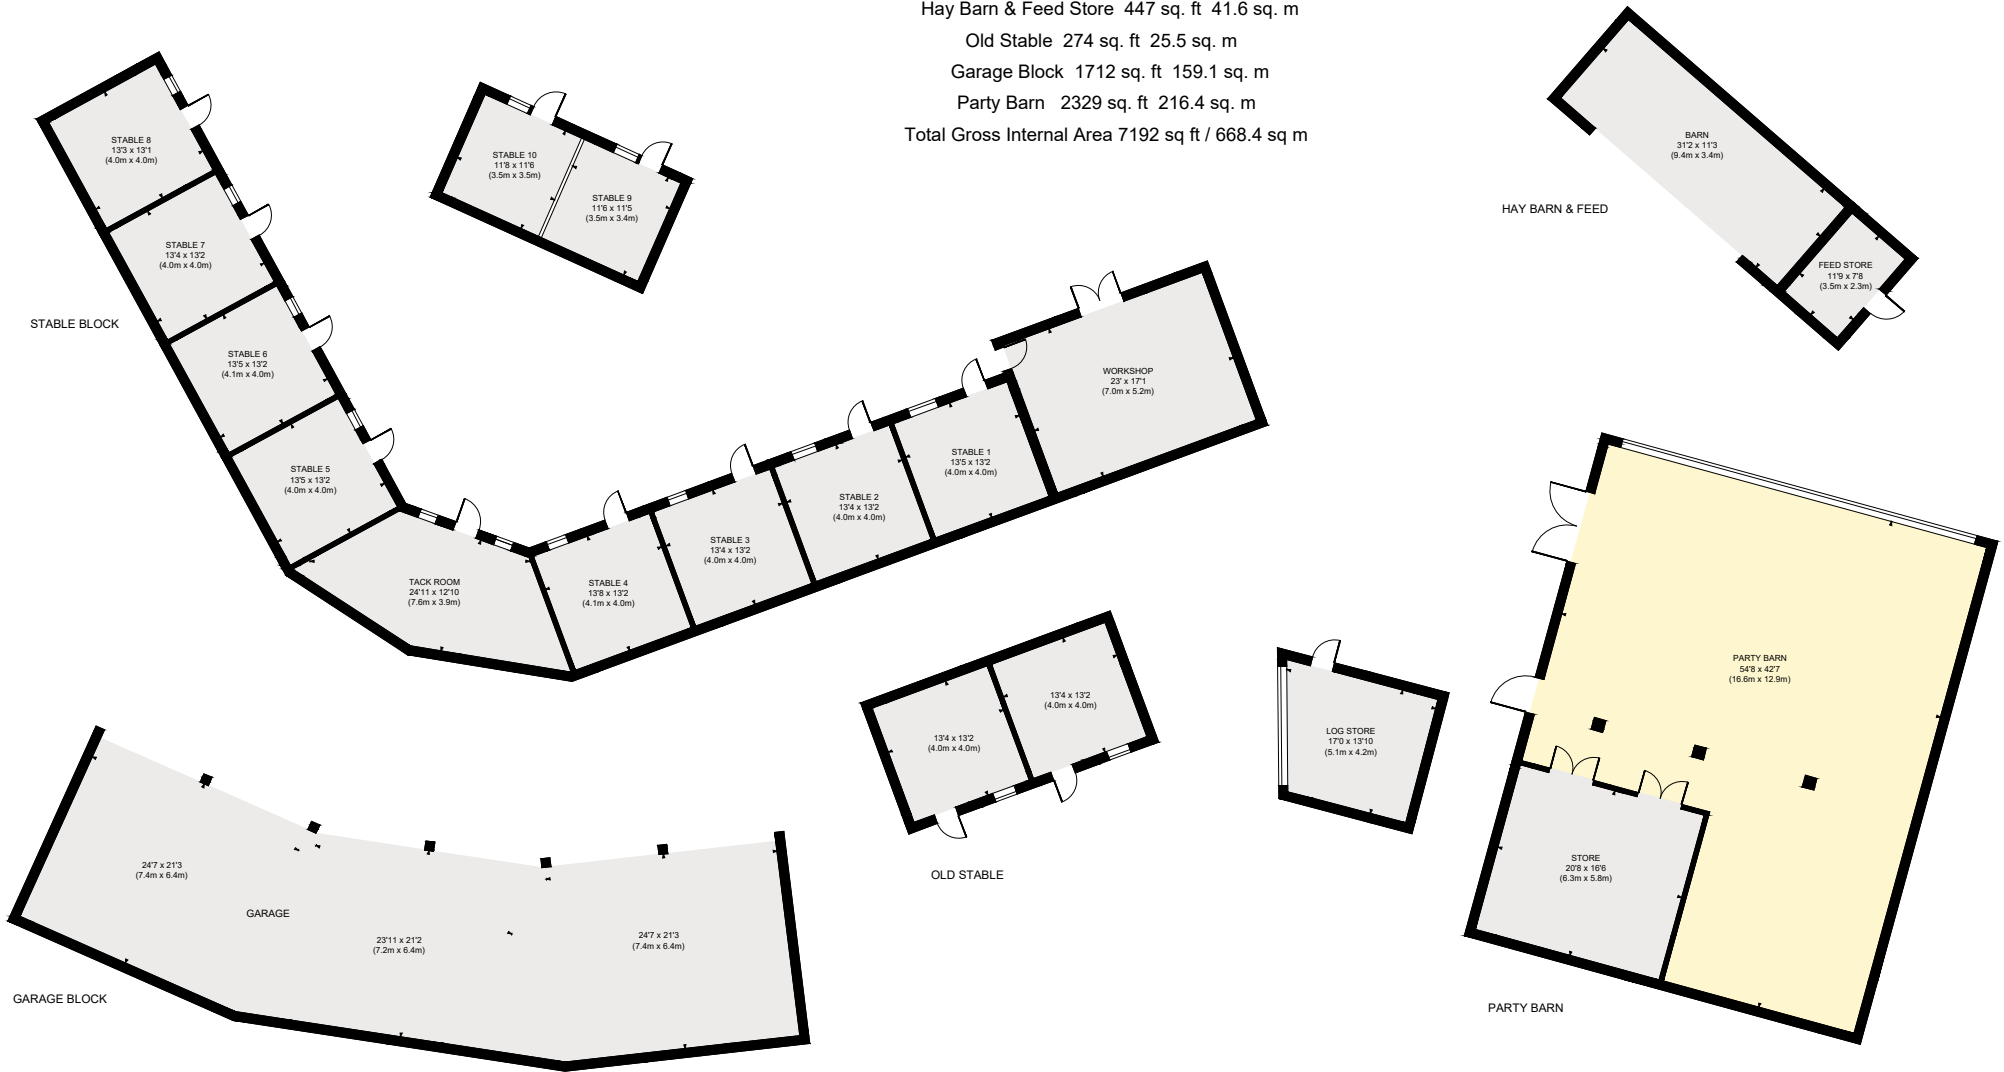 Hay Barn & Feed Store 447 sq. ft 41.6 sq. m
Old Stable 274 sq. ft 25.5 sq. m
Garage Block 1712 sq. ft 159.1 sq. m
Party Barn 2329 sq. ft 216.4 sq. m
Total Gross Internal Area 7192 sq ft / 668.4 sq m
STABLE 8
13'3 x 13'1
(4.0m x 4.0m)
STABLE 7
13'4 x 13'2
(4.0m x 4.0m)
STABLE 6
13'5 x 13'2
(4.1m x 4.0m)
STABLE 5
13'5 x 13'2
(4.0m x 4.0m)
STABLE BLOCK
TACK ROOM
24'11 x 12'10
(7.6m x 3.9m)
STABLE 4
13'8 x 13'2
(4.1m x 4.0m)
STABLE 3
13'4 x 13'2
(4.0m x 4.0m)
STABLE 2
13'4 x 13'2
(4.0m x 4.0m)
STABLE 1
13'5 x 13'2
(4.0m x 4.0m)
WORKSHOP
23' x 17'1
(7.0m x 5.2m)
STABLE 10
11'8 x 11'6
(3.5m x 3.5m)
STABLE 9
11'6 x 11'5
(3.5m x 3.4m)
BARN
31'2 x 11'3
(9.4m x 3.4m)
HAY BARN & FEED
FEED STORE
11'9 x 7'8
(3.5m x 2.3m)
PARTY BARN
54'8 x 42'7
(16.6m x 12.9m)
STORE
20'8 x 16'6
(6.3m x 5.8m)
PARTY BARN
LOG STORE
17'0 x 13'10
(5.1m x 4.2m)
13'4 x 13'2
(4.0m x 4.0m)
13'4 x 13'2
(4.0m x 4.0m)
OLD STABLE
24'7 x 21'3
(7.4m x 6.4m)
GARAGE
23'11 x 21'2
(7.2m x 6.4m)
24'7 x 21'3
(7.4m x 6.4m)
GARAGE BLOCK